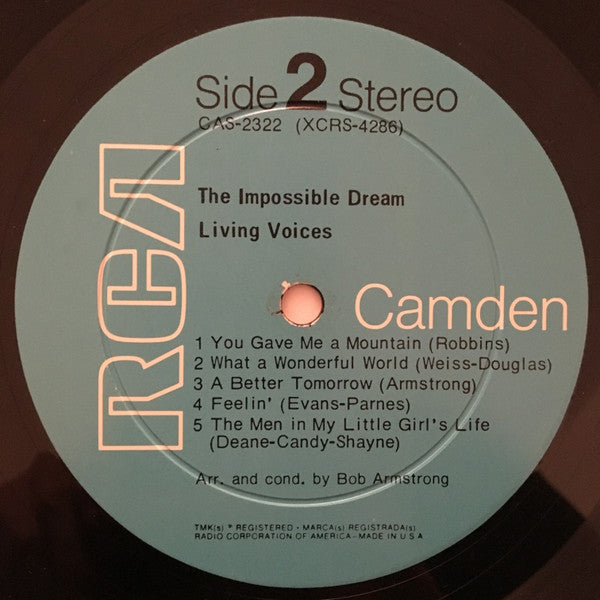 Side 2 Stereo
CAS-2322 (XCRS-4286)
RCA
The Impossible Dream
Living Voices
Camden
1 You Gave Me a Mountain (Robbins)
2 What a Wonderful World (Weiss-Douglas)
3 A Better Tomorrow (Armstrong)
4 Feelin' (Evans-Parnes)
5 The Men in My Little Girl's Life
(Deane-Candy-Shayne)
Arr. and cond. by Bob Armstrong
TMK(s) ® REGISTERED • MARCA(s) REGISTRADA(s)
RADIO CORPORATION OF AMERICA–MADE IN U.S.A